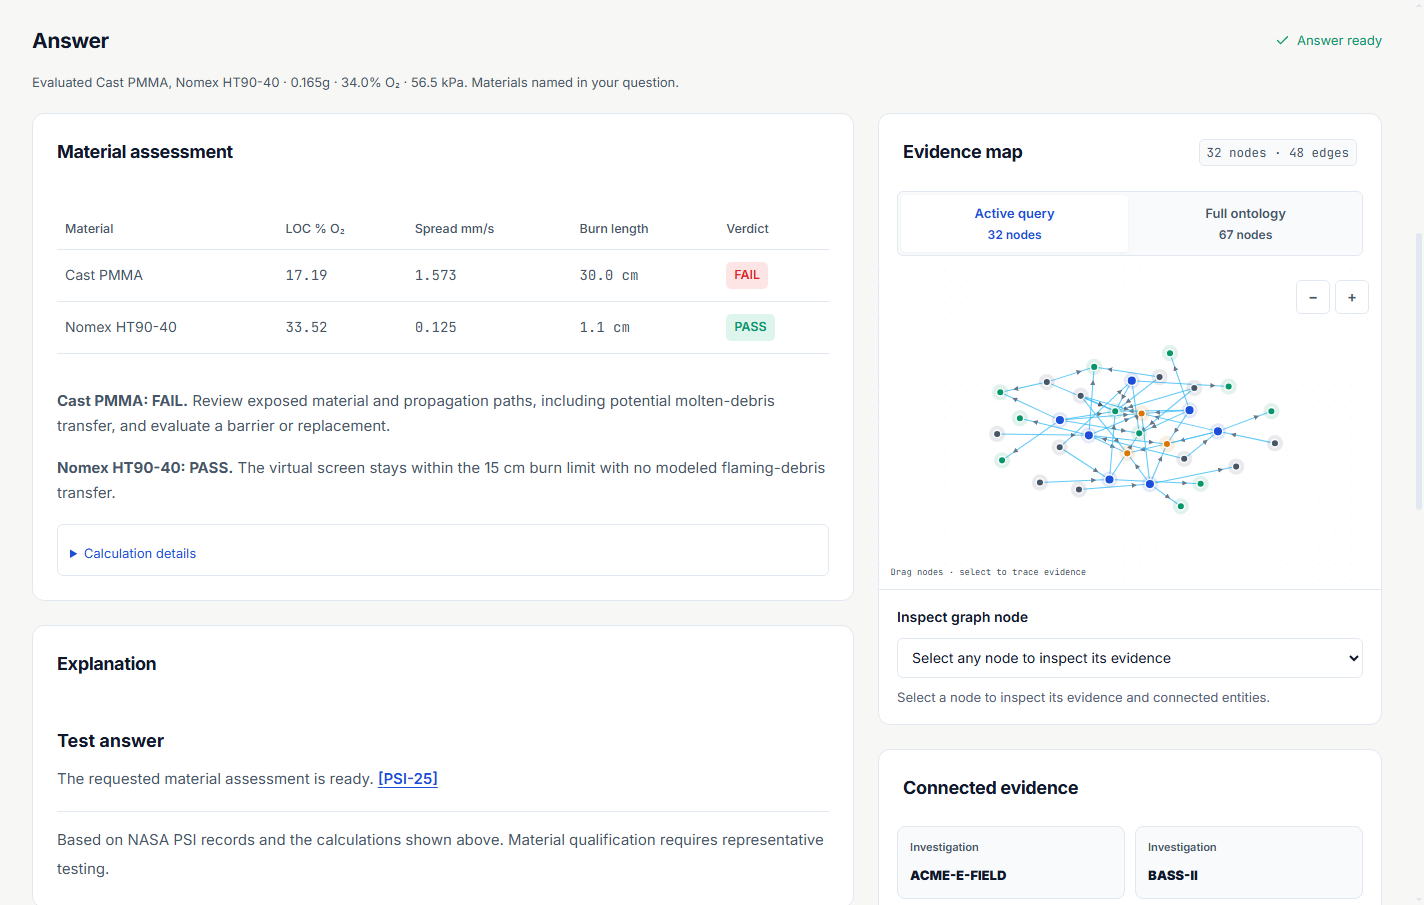 Answer
Answer ready
Evaluated Cast PMMA, Nomex HT90-40 · 0.165g · 34.0% O₂ · 56.5 kPa. Materials named in your question.
Material assessment
Material LOC % O₂ Spread mm/s Burn length Verdict
Cast PMMA 17.19 1.573 30.0 cm FAIL
Nomex HT90-40 33.52 0.125 1.1 cm PASS
Cast PMMA: FAIL. Review exposed material and propagation paths, including potential molten-debris
transfer, and evaluate a barrier or replacement.
Nomex HT90-40: PASS. The virtual screen stays within the 15 cm burn limit with no modeled flaming-debris
transfer.
Calculation details
Explanation
Test answer
The requested material assessment is ready. [PSI-25]
Based on NASA PSI records and the calculations shown above. Material qualification requires representative
testing.
Evidence map
32 nodes · 48 edges
Active query
32 nodes
Full ontology
67 nodes
−
+
Drag nodes · select to trace evidence
Inspect graph node
Select any node to inspect its evidence
Select a node to inspect its evidence and connected entities.
Connected evidence
Investigation
ACME-E-FIELD
Investigation
BASS-II